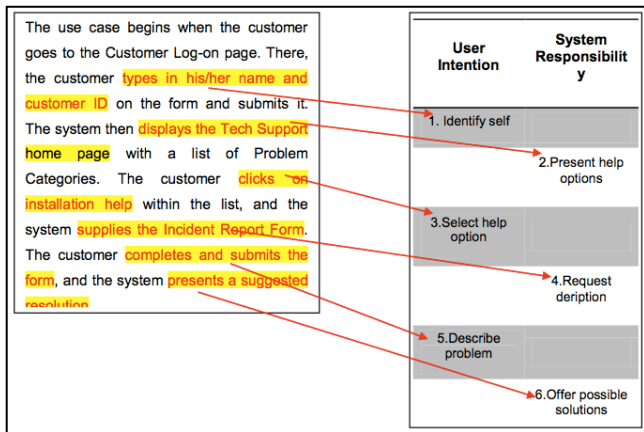 The use case begins when the customer
goes to the Customer Log-on page. There,
the customer types in his/her name and
customer ID on the form and submits it.
The system then displays the Tech Support
home page with a list of Problem
Categories. The customer clicks on
installation help within the list, and the
system supplies the Incident Report Form.
The customer completes and submits the
form, and the system presents a suggested
resolution
User
Intention
System
Responsibilit
y
1. Identify self
2.Present help
options
3.Select help
option
4.Request
deription
5.Describe
problem
6.Offer possible
solutions